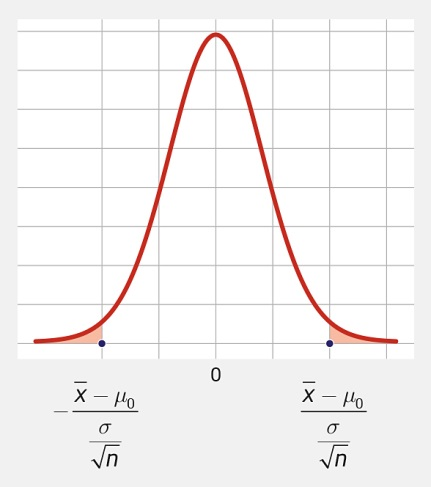 0
− (x̄ − μ₀) / (σ / √n)
(x̄ − μ₀) / (σ / √n)